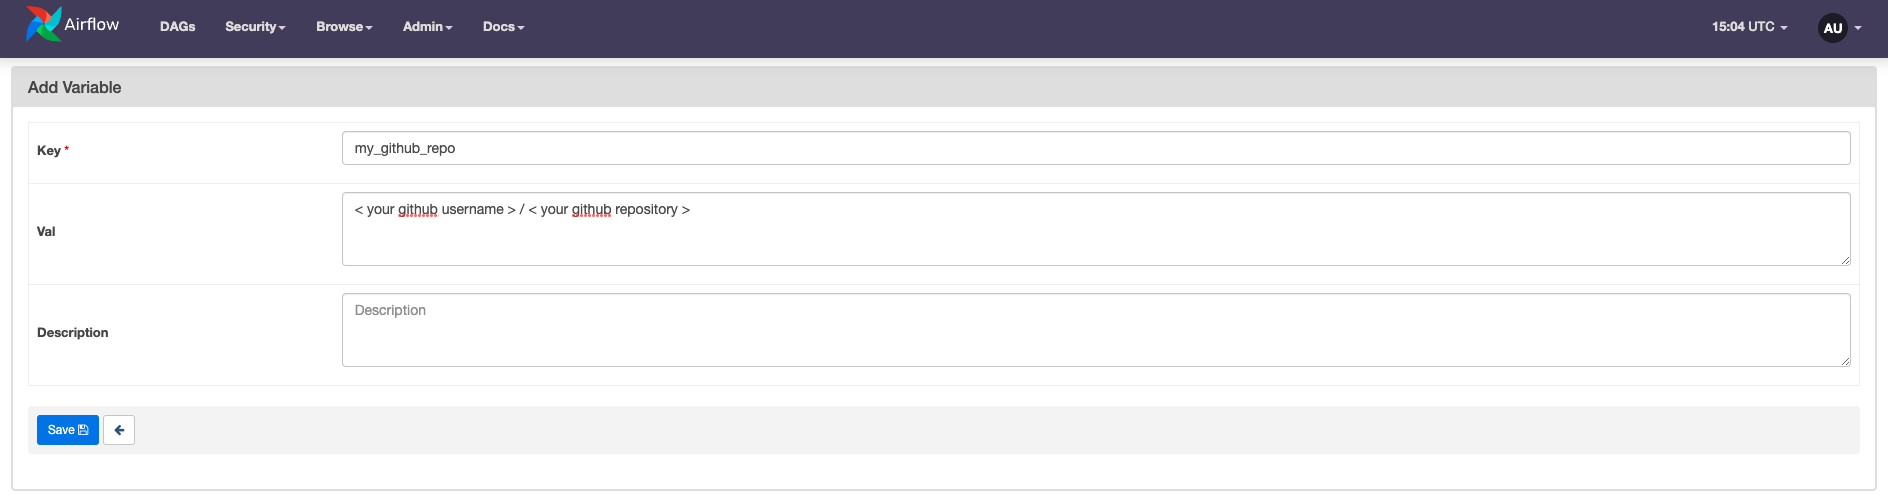 Airflow DAGs Security Browse Admin Docs 15:04 UTC AU
Add Variable
Key * my_github_repo
Val < your github username > / < your github repository >
Description Description
Save